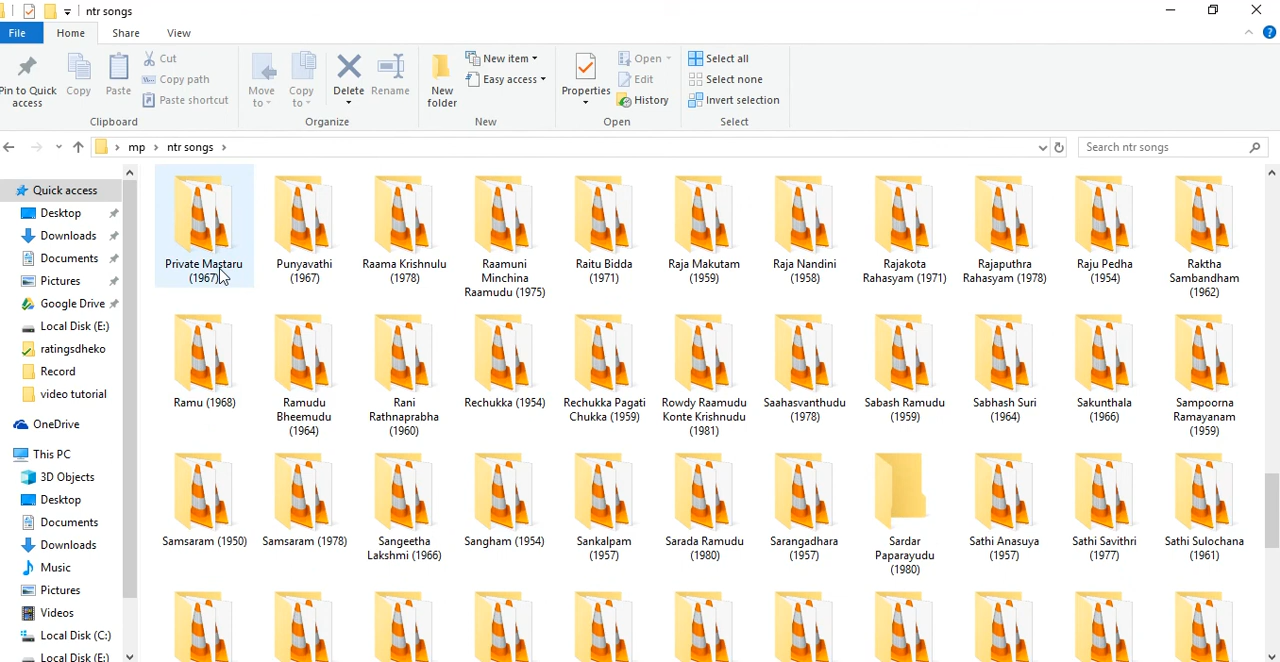 ntr songs
File Home Share View
Pin to Quick access
Copy
Paste
Cut
Copy path
Paste shortcut
Clipboard
Move to
Copy to
Delete
Rename
Organize
New folder
New item
Easy access
New
Properties
Open
Edit
History
Open
Select all
Select none
Invert selection
Select
mp > ntr songs >
Search ntr songs
Quick access
Desktop
Downloads
Documents
Pictures
Google Drive
Local Disk (E:)
ratingsdheko
Record
video tutorial
OneDrive
This PC
3D Objects
Desktop
Documents
Downloads
Music
Pictures
Videos
Local Disk (C:)
Local Disk (E:)
Private Mastaru
(1967)
Punyavathi
(1967)
Raama Krishnulu
(1978)
Raamuni
Minchina
Raamudu (1975)
Raitu Bidda
(1971)
Raja Makutam
(1959)
Raja Nandini
(1958)
Rajakota
Rahasyam (1971)
Rajaputhra
Rahasyam (1978)
Raju Pedha
(1954)
Raktha
Sambandham
(1962)
Ramu (1968)
Ramudu
Bheemudu
(1964)
Rani
Rathnaprabha
(1960)
Rechukka (1954)
Rechukka Pagati
Chukka (1959)
Rowdy Raamudu
Konte Krishnudu
(1981)
Saahasvanthudu
(1978)
Sabash Ramudu
(1959)
Sabhash Suri
(1964)
Sakunthala
(1966)
Sampoorna
Ramayanam
(1959)
Samsaram (1950)
Samsaram (1978)
Sangeetha
Lakshmi (1966)
Sangham (1954)
Sankalpam
(1957)
Sarada Ramudu
(1980)
Sarangadhara
(1957)
Sardar
Paparayudu
(1980)
Sathi Anasuya
(1957)
Sathi Savithri
(1977)
Sathi Sulochana
(1961)